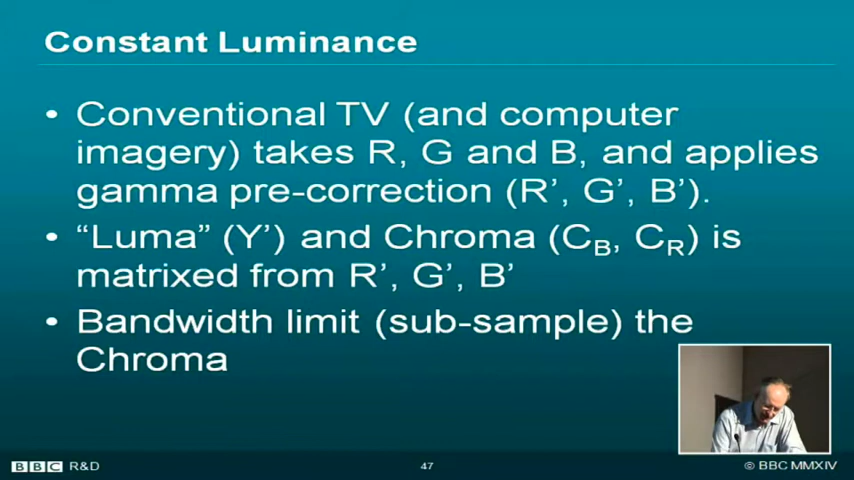 Constant Luminance
• Conventional TV (and computer
imagery) takes R, G and B, and applies
gamma pre-correction (R’, G’, B’).
• “Luma” (Y’) and Chroma (CB, CR) is
matrixed from R’, G’, B’
• Bandwidth limit (sub-sample) the
Chroma
BBC R&D
47
© BBC MMXIV